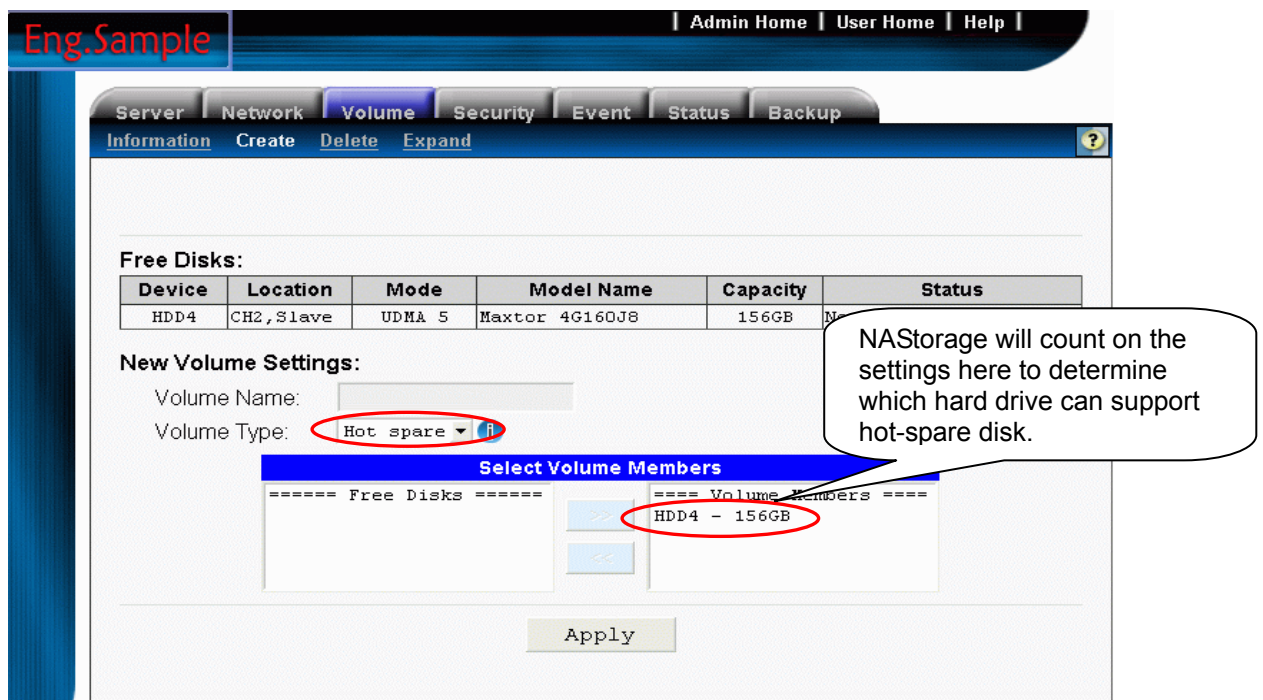 | Admin Home | User Home | Help |
Eng.Sample
Server Network Volume Security Event Status Backup
Information Create Delete Expand
?
Free Disks:
Device Location Mode Model Name Capacity Status
HDD4 CH2,Slave UDMA 5 Maxtor 4G160J8 156GB
NAStorage will count on the
settings here to determine
which hard drive can support
hot-spare disk.
New Volume Settings:
Volume Name:
Volume Type: Hot spare i
Select Volume Members
====== Free Disks ====== ==== Volume Members ====
>> HDD4 - 156GB
<<
Apply